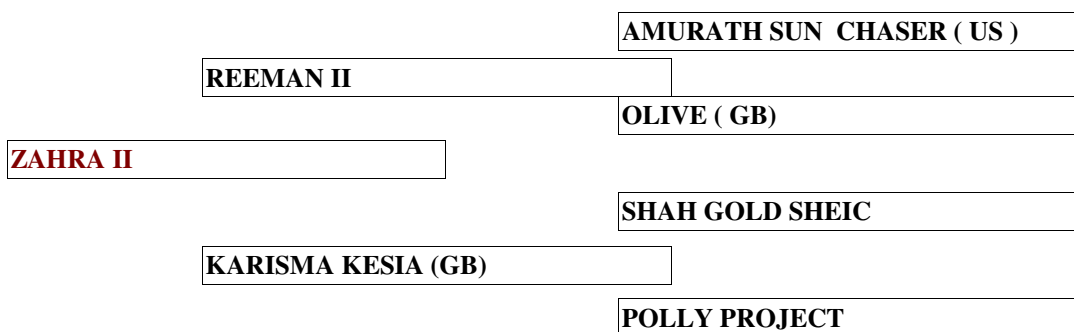 AMURATH SUN  CHASER ( US )
REEMAN II
OLIVE ( GB)
ZAHRA II
SHAH GOLD SHEIC
KARISMA KESIA (GB)
POLLY PROJECT